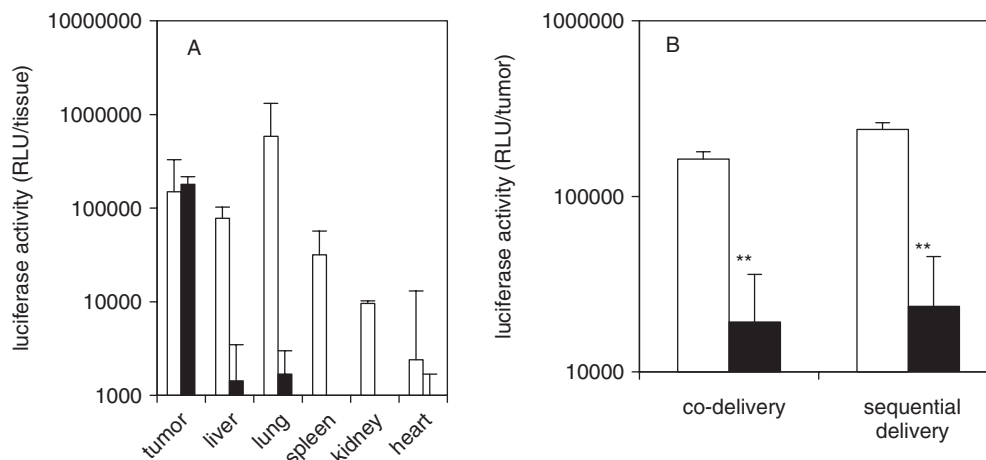 A
luciferase activity (RLU/tissue)
10000000
1000000
100000
10000
1000
tumor
liver
lung
spleen
kidney
heart
B
luciferase activity (RLU/tumor)
1000000
100000
10000
**
**
co-delivery
sequential
delivery